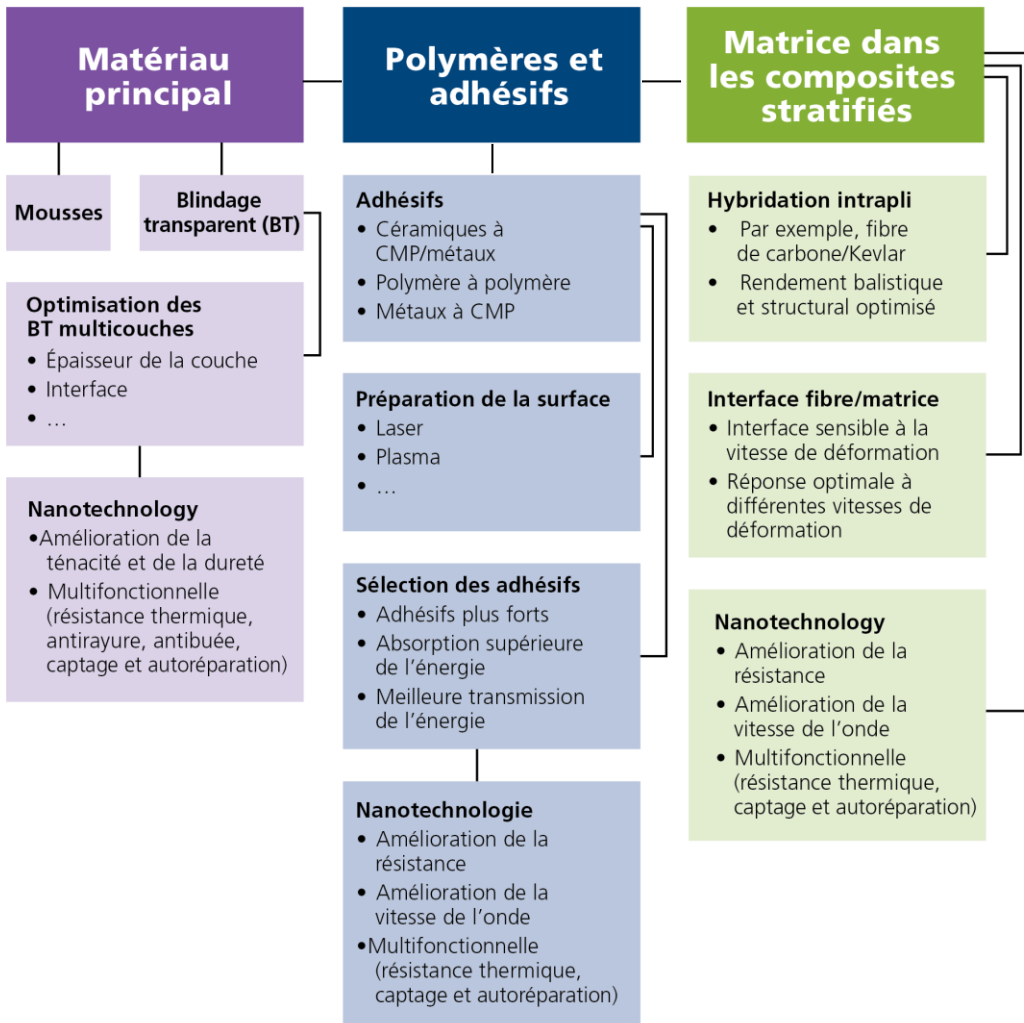 Matériau
principal
Mousses
Blindage
transparent (BT)
Optimisation des
BT multicouches
• Épaisseur de la couche
• Interface
• …
Nanotechnology
•Amélioration de la
ténacité et de la dureté
• Multifonctionnelle
(résistance thermique,
antirayure, antibuée,
captage et autoréparation)
Polymères et
adhésifs
Adhésifs
• Céramiques à
CMP/métaux
• Polymère à polymère
• Métaux à CMP
Préparation de la surface
• Laser
• Plasma
• …
Sélection des adhésifs
• Adhésifs plus forts
• Absorption supérieure
de l’énergie
• Meilleure transmission
de l’énergie
Nanotechnologie
• Amélioration de la
résistance
• Amélioration de la
vitesse de l’onde
•Multifonctionnelle
(résistance thermique,
captage et autoréparation)
Matrice dans
les composites
stratifiés
Hybridation intrapli
• Par exemple, fibre
de carbone/Kevlar
• Rendement balistique
et structural optimisé
Interface fibre/matrice
• Interface sensible à la
vitesse de déformation
• Réponse optimale à
différentes vitesses de
déformation
Nanotechnology
• Amélioration de la
résistance
• Amélioration de la
vitesse de l’onde
• Multifonctionnelle
(résistance thermique,
captage et autoréparation)